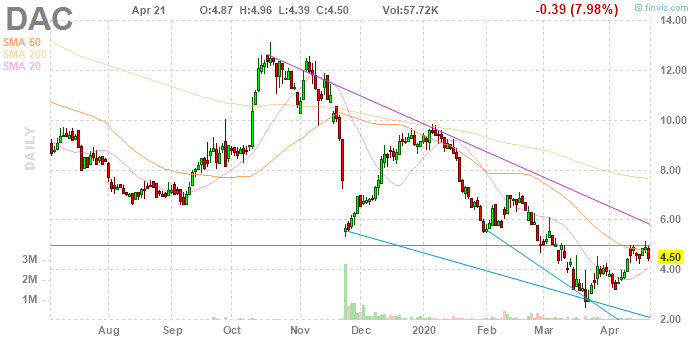 DAC
Apr 21 O:4.87 H:4.96 L:4.39 C:4.50 Vol:57.72K -0.39 (7.98%)
© finviz.com
SMA 50
SMA 200
SMA 20
DAILY
14.00
12.00
10.00
8.00
6.00
4.50
4.00
2.00
3M
2M
1M
Aug Sep Oct Nov Dec 2020 Feb Mar Apr